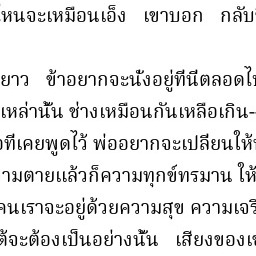 หนจะเหมือนเอ็ง เขาบอก กลับ
ยาว ข้าอยากจะนั่งอยู่ที่นี่ตลอดไป
เหล่านั้น ช่างเหมือนกันเหลือเกิน-
ที่เคยพูดไว้ พ่ออยากจะเปลี่ยนให้
ามตายแล้วก็ความทุกข์ทรมาน ให้
คนเราจะอยู่ด้วยความสุข ความเจริ
ต้จะต้องเป็นอย่างนั้น เสียงของเข